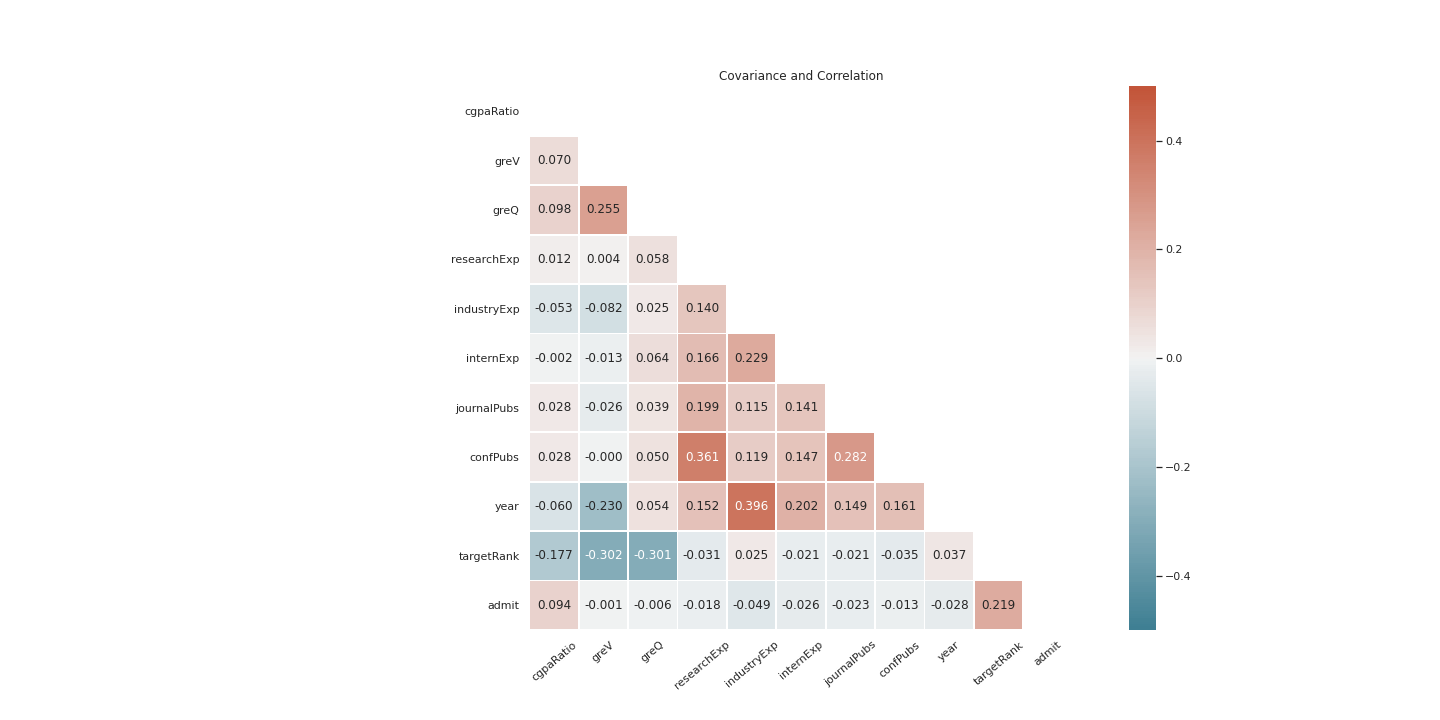 Covariance and Correlation
cgpaRatio
greV 0.070
greQ 0.098 0.255
researchExp 0.012 0.004 0.058
industryExp -0.053 -0.082 0.025 0.140
internExp -0.002 -0.013 0.064 0.166 0.229
journalPubs 0.028 -0.026 0.039 0.199 0.115 0.141
confPubs 0.028 -0.000 0.050 0.361 0.119 0.147 0.282
year -0.060 -0.230 0.054 0.152 0.396 0.202 0.149 0.161
targetRank -0.177 -0.302 -0.301 -0.031 0.025 -0.021 -0.021 -0.035 0.037
admit 0.094 -0.001 -0.006 -0.018 -0.049 -0.026 -0.023 -0.013 -0.028 0.219
cgpaRatio greV greQ researchExp industryExp internExp journalPubs confPubs year targetRank admit
0.4
0.2
0.0
−0.2
−0.4